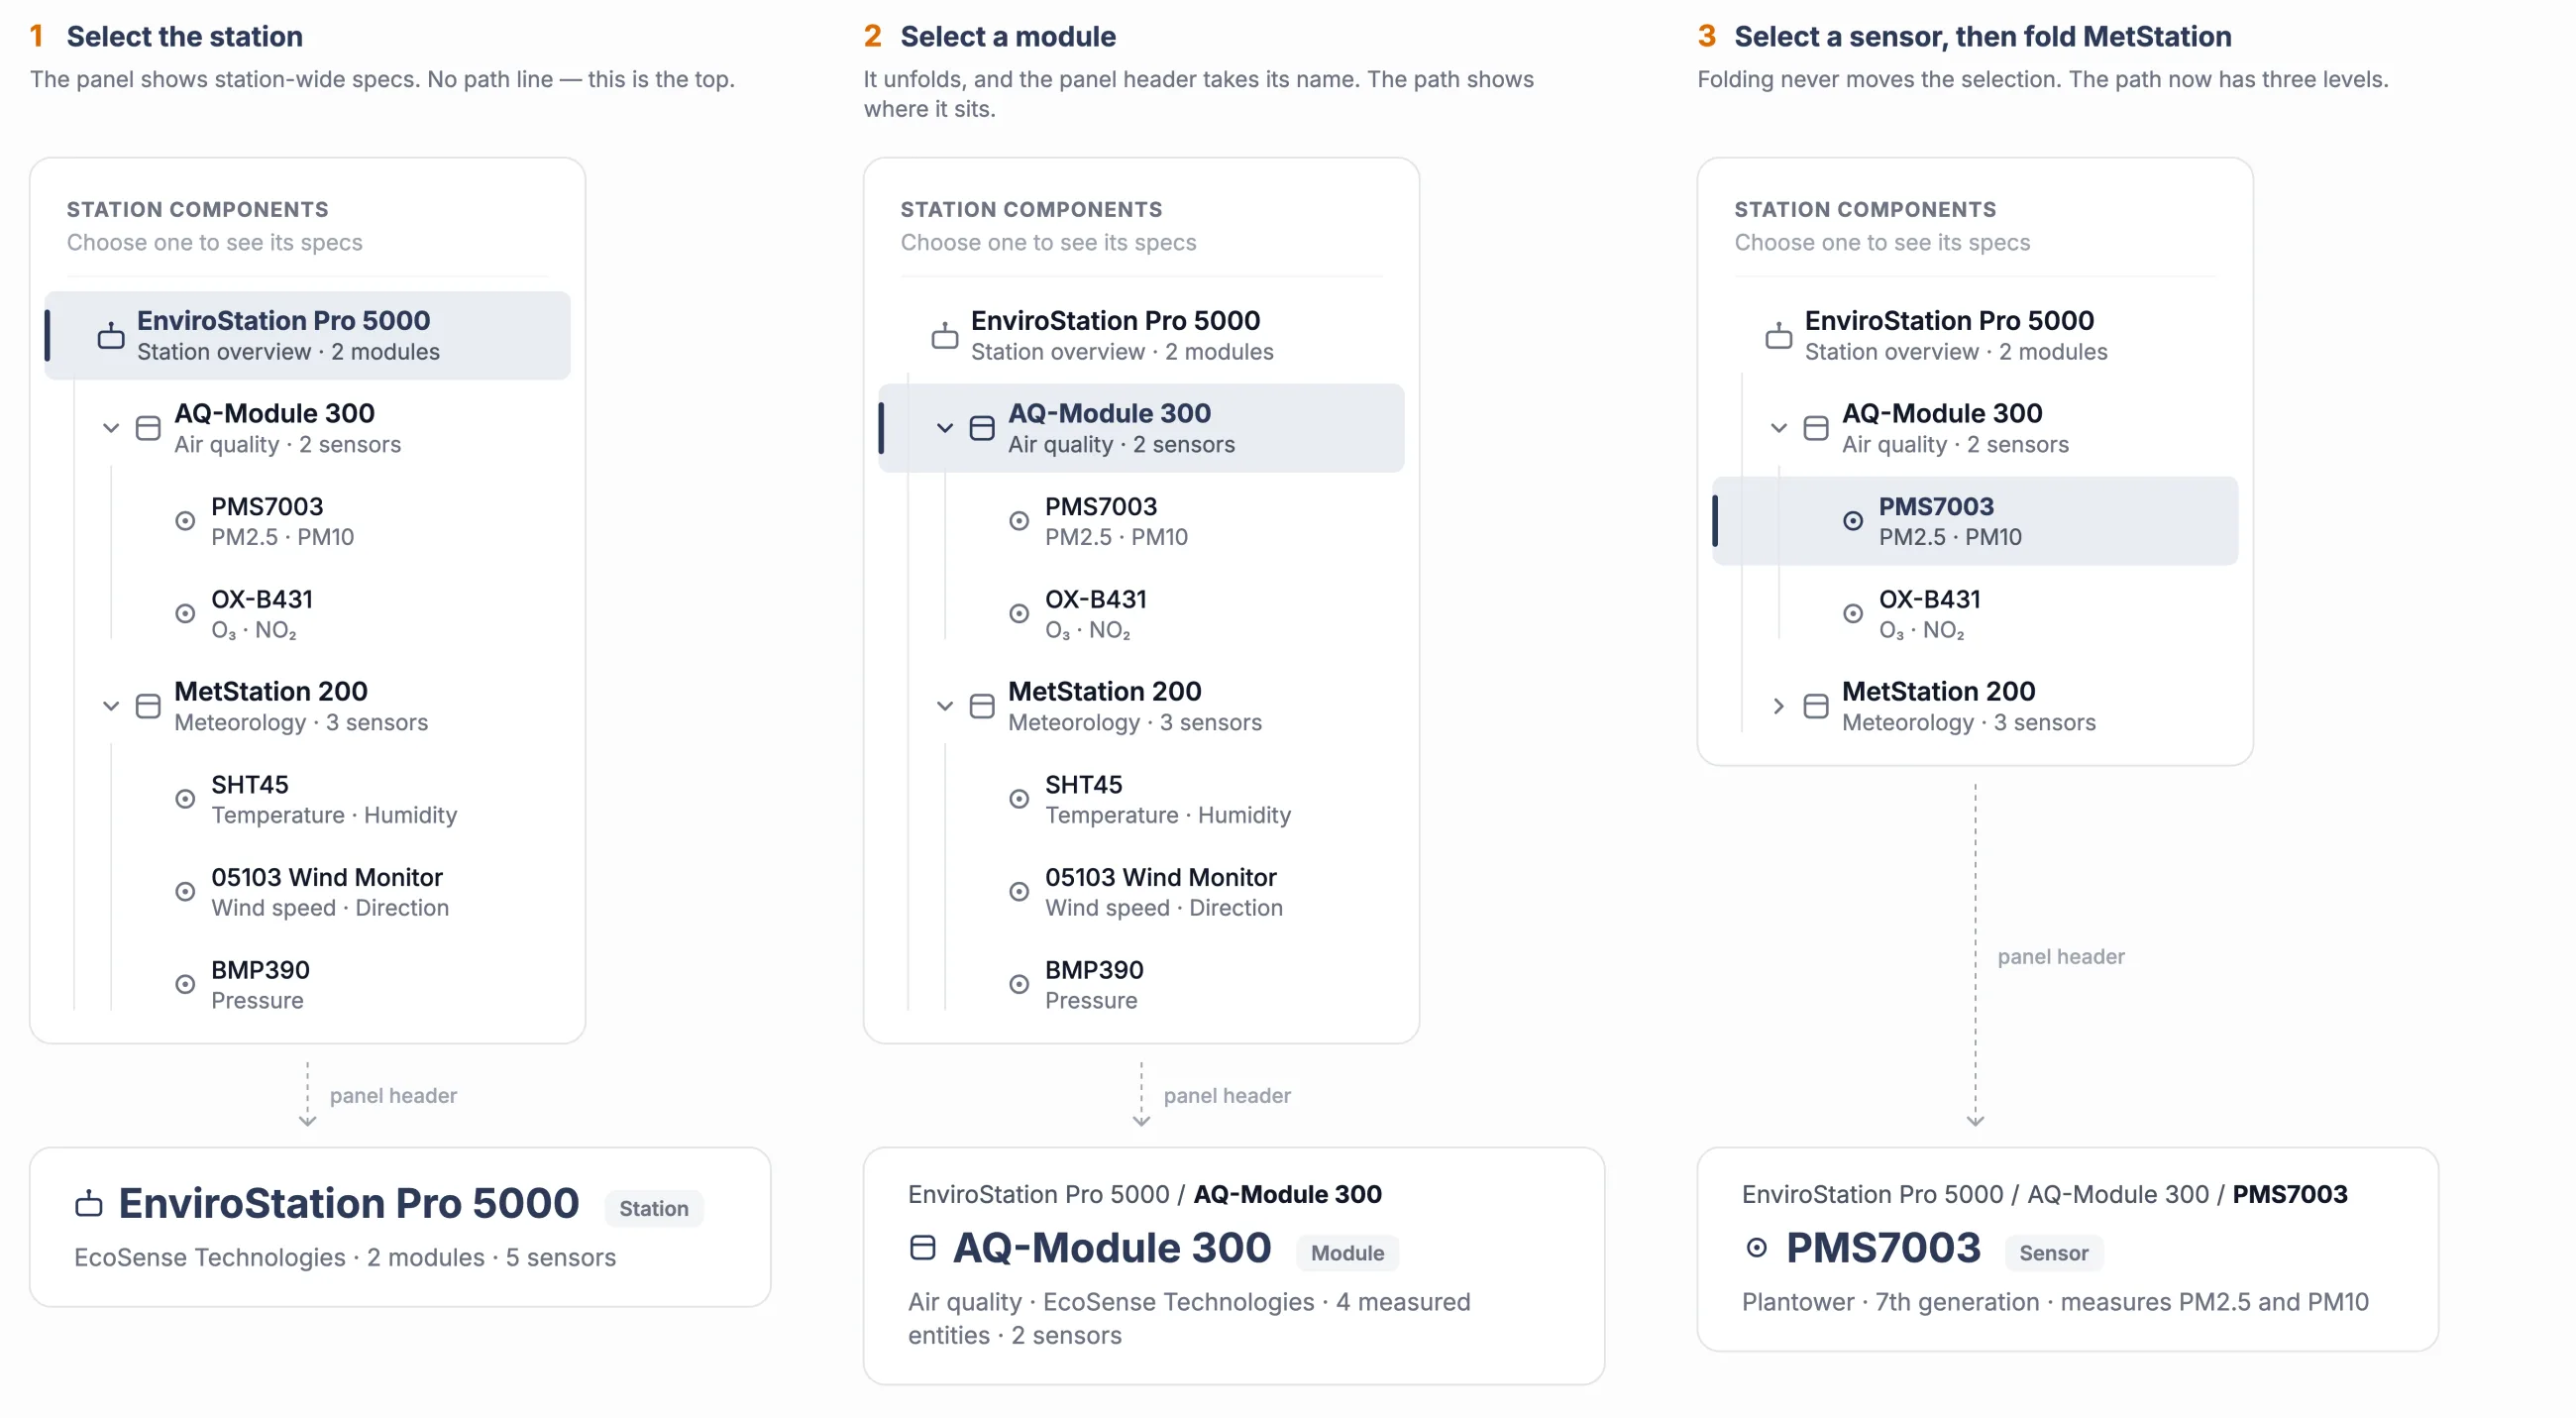 1 Select the station
The panel shows station-wide specs. No path line — this is the top.
STATION COMPONENTS
Choose one to see its specs
EnviroStation Pro 5000
Station overview · 2 modules
AQ-Module 300
Air quality · 2 sensors
PMS7003
PM2.5 · PM10
OX-B431
O₃ · NO₂
MetStation 200
Meteorology · 3 sensors
SHT45
Temperature · Humidity
05103 Wind Monitor
Wind speed · Direction
BMP390
Pressure
panel header
EnviroStation Pro 5000 Station
EcoSense Technologies · 2 modules · 5 sensors
2 Select a module
It unfolds, and the panel header takes its name. The path shows
where it sits.
STATION COMPONENTS
Choose one to see its specs
EnviroStation Pro 5000
Station overview · 2 modules
AQ-Module 300
Air quality · 2 sensors
PMS7003
PM2.5 · PM10
OX-B431
O₃ · NO₂
MetStation 200
Meteorology · 3 sensors
SHT45
Temperature · Humidity
05103 Wind Monitor
Wind speed · Direction
BMP390
Pressure
panel header
EnviroStation Pro 5000 / AQ-Module 300
AQ-Module 300 Module
Air quality · EcoSense Technologies · 4 measured
entities · 2 sensors
3 Select a sensor, then fold MetStation
Folding never moves the selection. The path now has three levels.
STATION COMPONENTS
Choose one to see its specs
EnviroStation Pro 5000
Station overview · 2 modules
AQ-Module 300
Air quality · 2 sensors
PMS7003
PM2.5 · PM10
OX-B431
O₃ · NO₂
MetStation 200
Meteorology · 3 sensors
panel header
EnviroStation Pro 5000 / AQ-Module 300 / PMS7003
PMS7003 Sensor
Plantower · 7th generation · measures PM2.5 and PM10